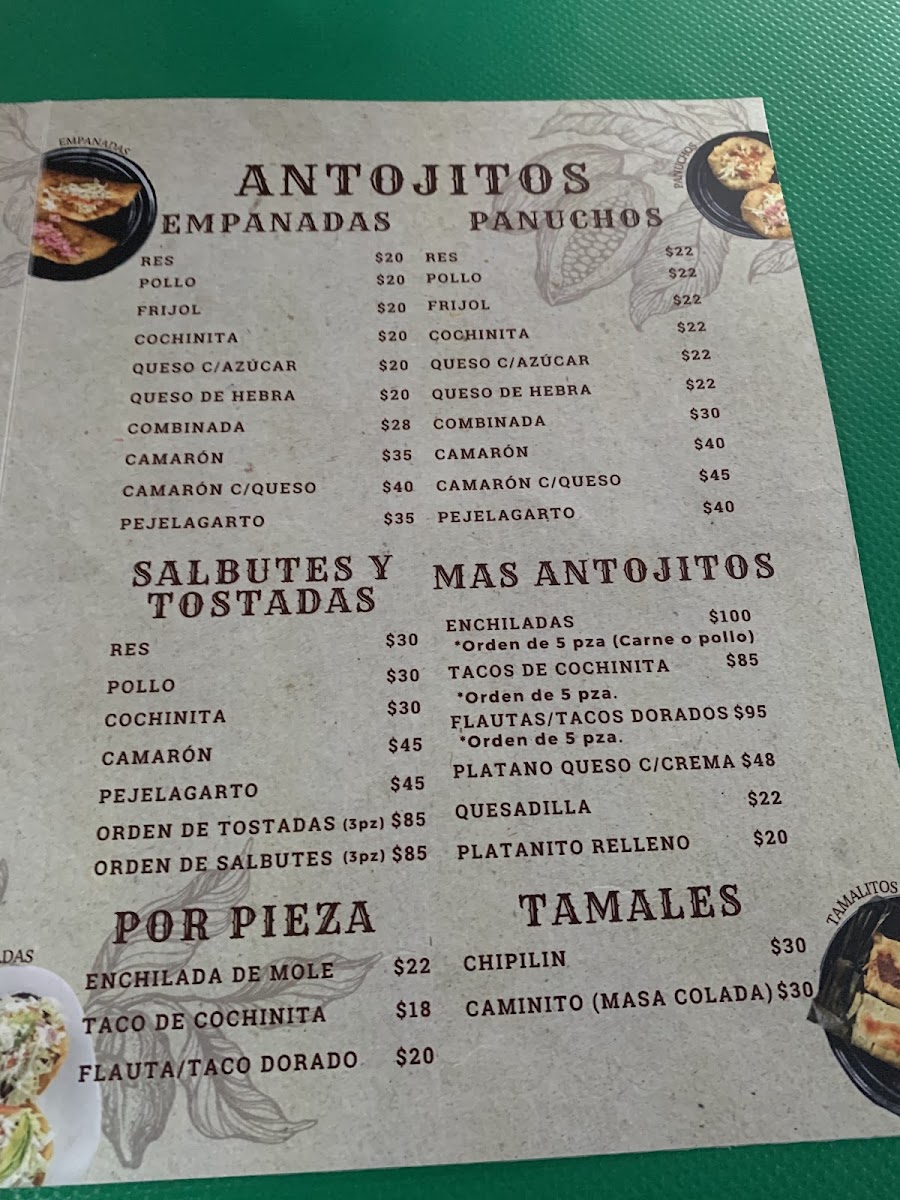 EMPANADAS
PANUCHOS
ANTOJITOS
EMPANADAS
RES $20
POLLO $20
FRIJOL $20
COCHINITA $20
QUESO C/AZÚCAR $20
QUESO DE HEBRA $20
COMBINADA $28
CAMARÓN $35
CAMARÓN C/QUESO $40
PEJELAGARTO $35
PANUCHOS
RES $22
POLLO $22
FRIJOL $22
COCHINITA $22
QUESO C/AZÚCAR $22
QUESO DE HEBRA $22
COMBINADA $30
CAMARÓN $40
CAMARÓN C/QUESO $45
PEJELAGARTO $40
SALBUTES Y
TOSTADAS
RES $30
POLLO $30
COCHINITA $30
CAMARÓN $45
PEJELAGARTO $45
ORDEN DE TOSTADAS (3pz) $85
ORDEN DE SALBUTES (3pz) $85
MAS ANTOJITOS
ENCHILADAS $100
*Orden de 5 pza (Carne o pollo)
TACOS DE COCHINITA $85
*Orden de 5 pza.
FLAUTAS/TACOS DORADOS $95
*Orden de 5 pza.
PLATANO QUESO C/CREMA $48
QUESADILLA $22
PLATANITO RELLENO $20
POR PIEZA
ENCHILADA DE MOLE $22
TACO DE COCHINITA $18
FLAUTA/TACO DORADO $20
TAMALES
CHIPILIN $30
CAMINITO (MASA COLADA) $30
TAMALITOS